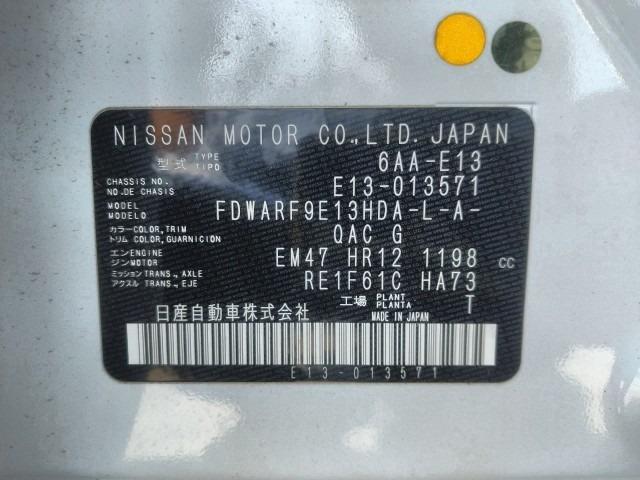 NISSAN MOTOR CO.,LTD. JAPAN
型式 TYPE TIPO 6AA-E13
CHASSIS NO. NO.DE CHASIS E13-013571
MODEL MODELO FDWARF9E13HDA-L-A-
カラー COLOR,TRIM トリム COLOR,GUARNICION QAC G
エンジン ENGINE MOTOR EM47 HR12 1198 cc
ミッション TRANS., AXLE アクスル TRANS., EJE RE1F61C HA73
工場 PLANT PLANTA T
日産自動車株式会社 MADE IN JAPAN
E13-013571